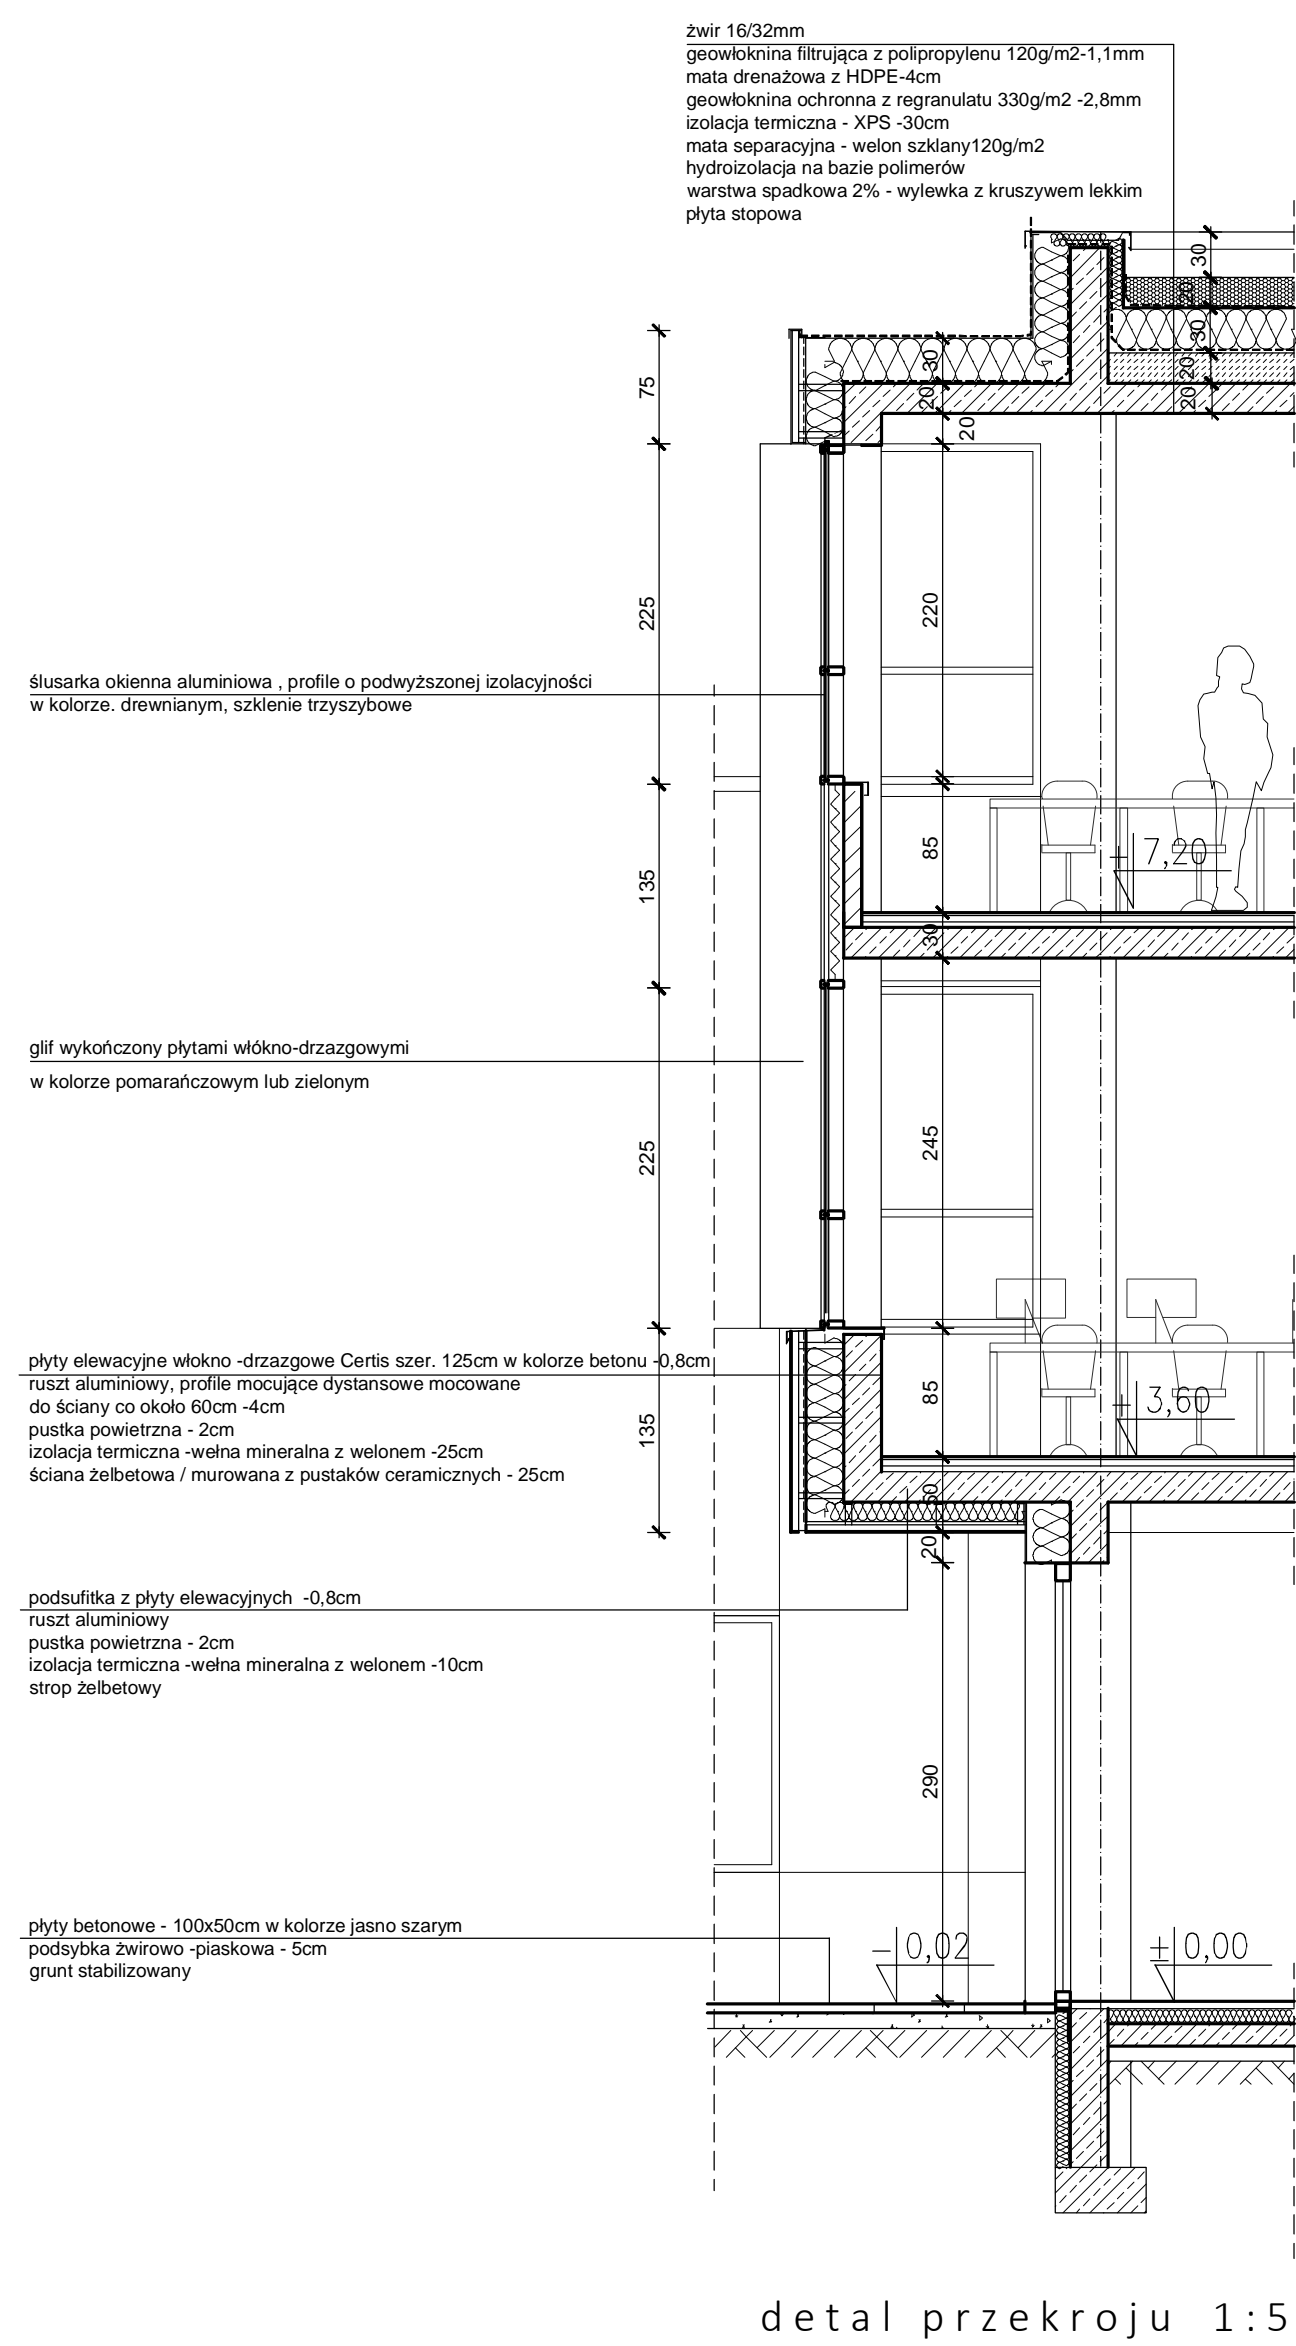 żwir 16/32mm
geowłoknina filtrująca z polipropylenu 120g/m2-1,1mm
mata drenażowa z HDPE-4cm
geowłoknina ochronna z regranulatu 330g/m2 -2,8mm
izolacja termiczna - XPS -30cm
mata separacyjna - welon szklany120g/m2
hydroizolacja na bazie polimerów
warstwa spadkowa 2% - wylewka z kruszywem lekkim
płyta stopowa
30
20
30
20
20
75
30
20
20
225
220
ślusarka okienna aluminiowa , profile o podwyższonej izolacyjności
w kolorze. drewnianym, szklenie trzyszybowe
135
85
+ 7,20
30
glif wykończony płytami włókno-drzazgowymi
w kolorze pomarańczowym lub zielonym
225
245
płyty elewacyjne włokno -drzazgowe Certis szer. 125cm w kolorze betonu -0,8cm
ruszt aluminiowy, profile mocujące dystansowe mocowane
do ściany co około 60cm -4cm
pustka powietrzna - 2cm
izolacja termiczna -wełna mineralna z welonem -25cm
ściana żelbetowa / murowana z pustaków ceramicznych - 25cm
135
85
+ 3,60
20
podsufitka z płyty elewacyjnych -0,8cm
ruszt aluminiowy
pustka powietrzna - 2cm
izolacja termiczna -wełna mineralna z welonem -10cm
strop żelbetowy
290
płyty betonowe - 100x50cm w kolorze jasno szarym
podsybka żwirowo -piaskowa - 5cm
grunt stabilizowany
- 0,02
± 0,00
detal przekroju 1:5